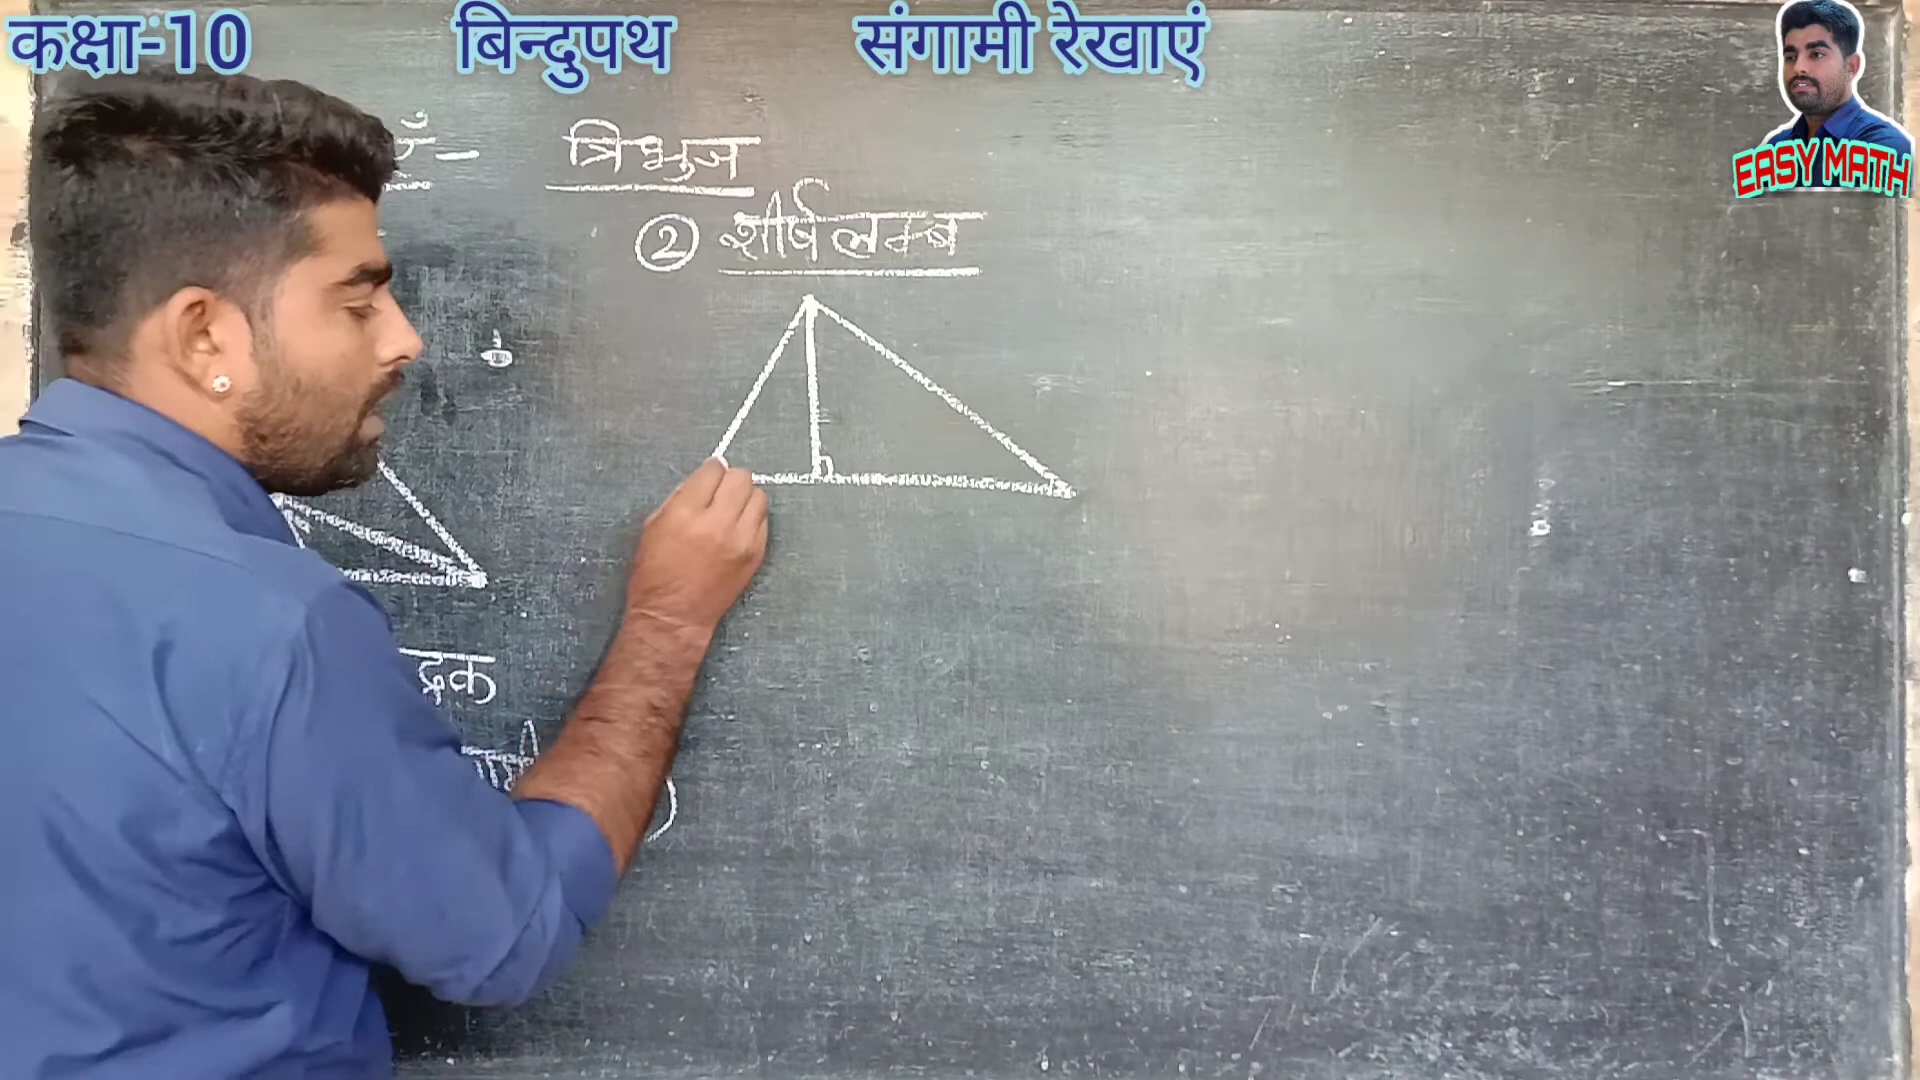 कक्षा-10 बिन्दुपथ संगामी रेखाएं
EASY MATH
त्रिभुज
② शीर्षलम्ब